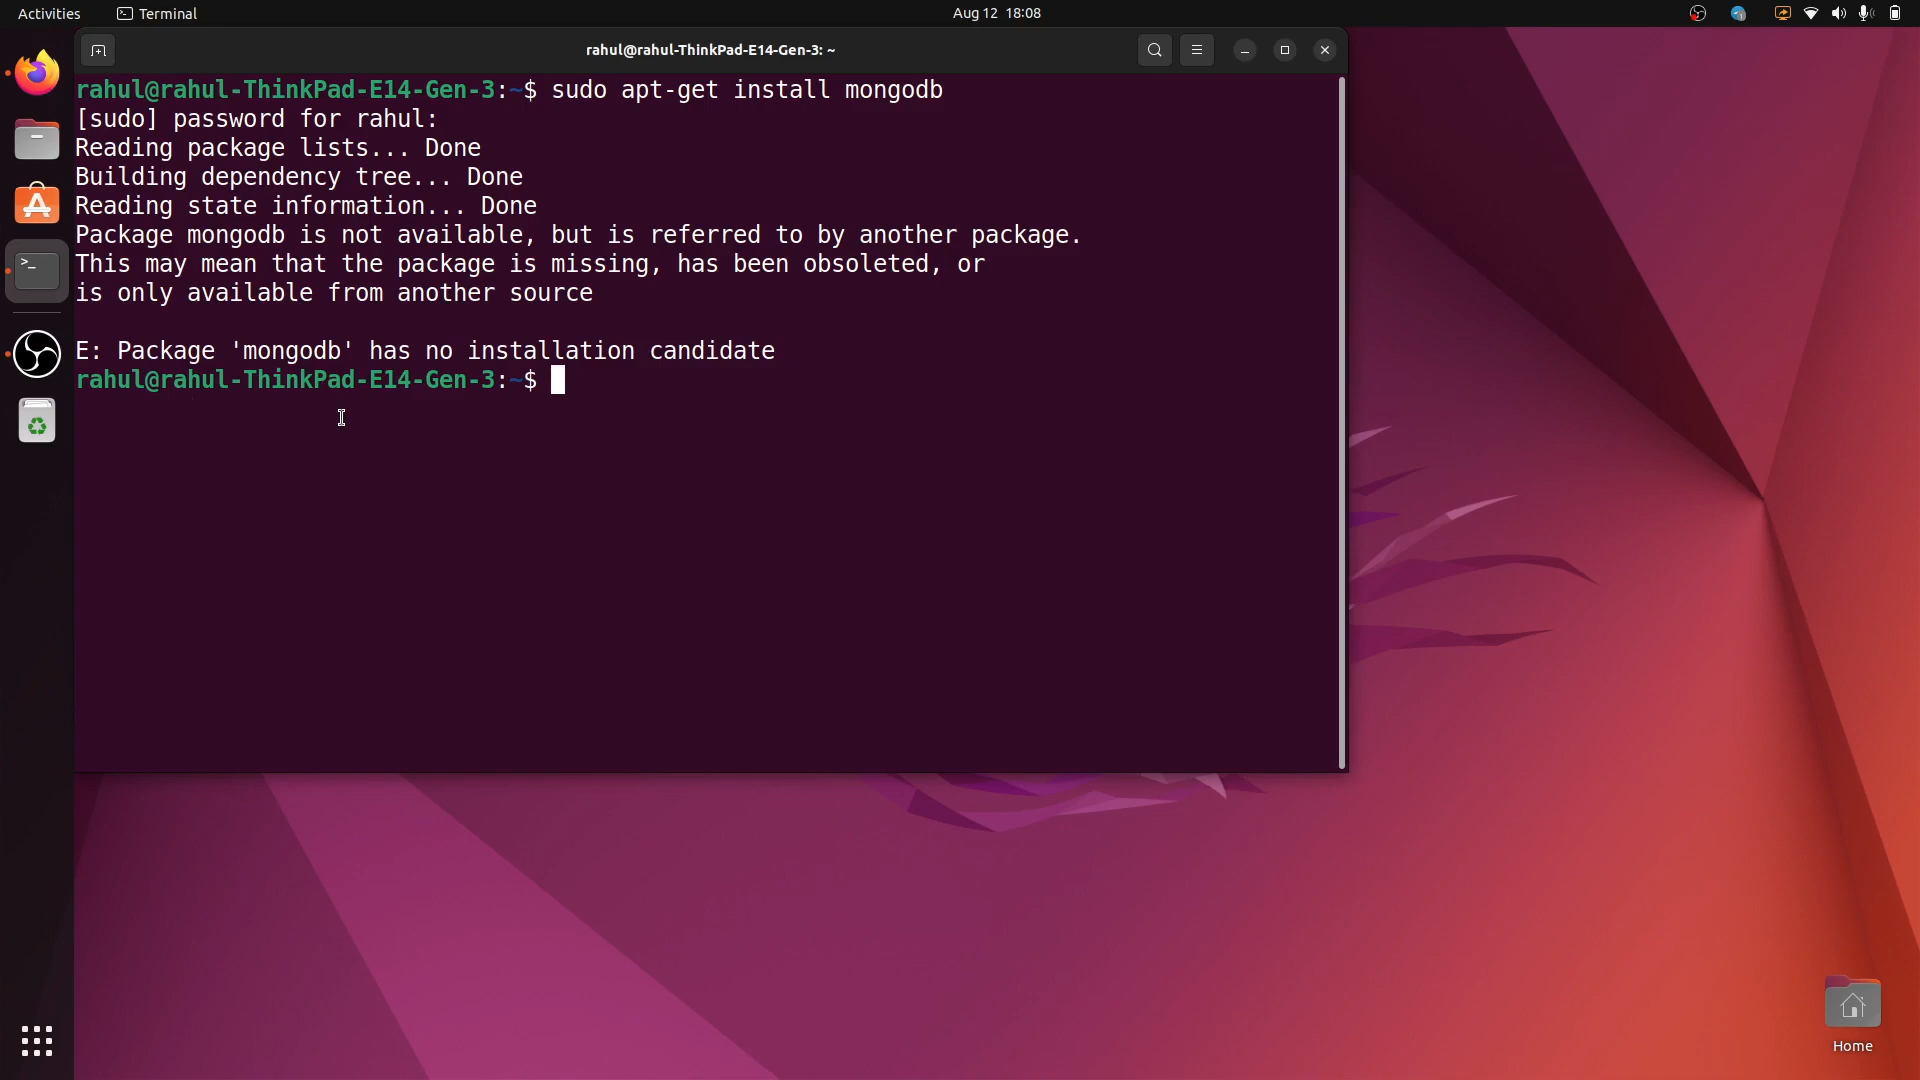 Activities
Terminal
Aug 12 18:08
rahul@rahul-ThinkPad-E14-Gen-3: ~
rahul@rahul-ThinkPad-E14-Gen-3:~$ sudo apt-get install mongodb
[sudo] password for rahul:
Reading package lists... Done
Building dependency tree... Done
Reading state information... Done
Package mongodb is not available, but is referred to by another package.
This may mean that the package is missing, has been obsoleted, or
is only available from another source
E: Package 'mongodb' has no installation candidate
rahul@rahul-ThinkPad-E14-Gen-3:~$
Home